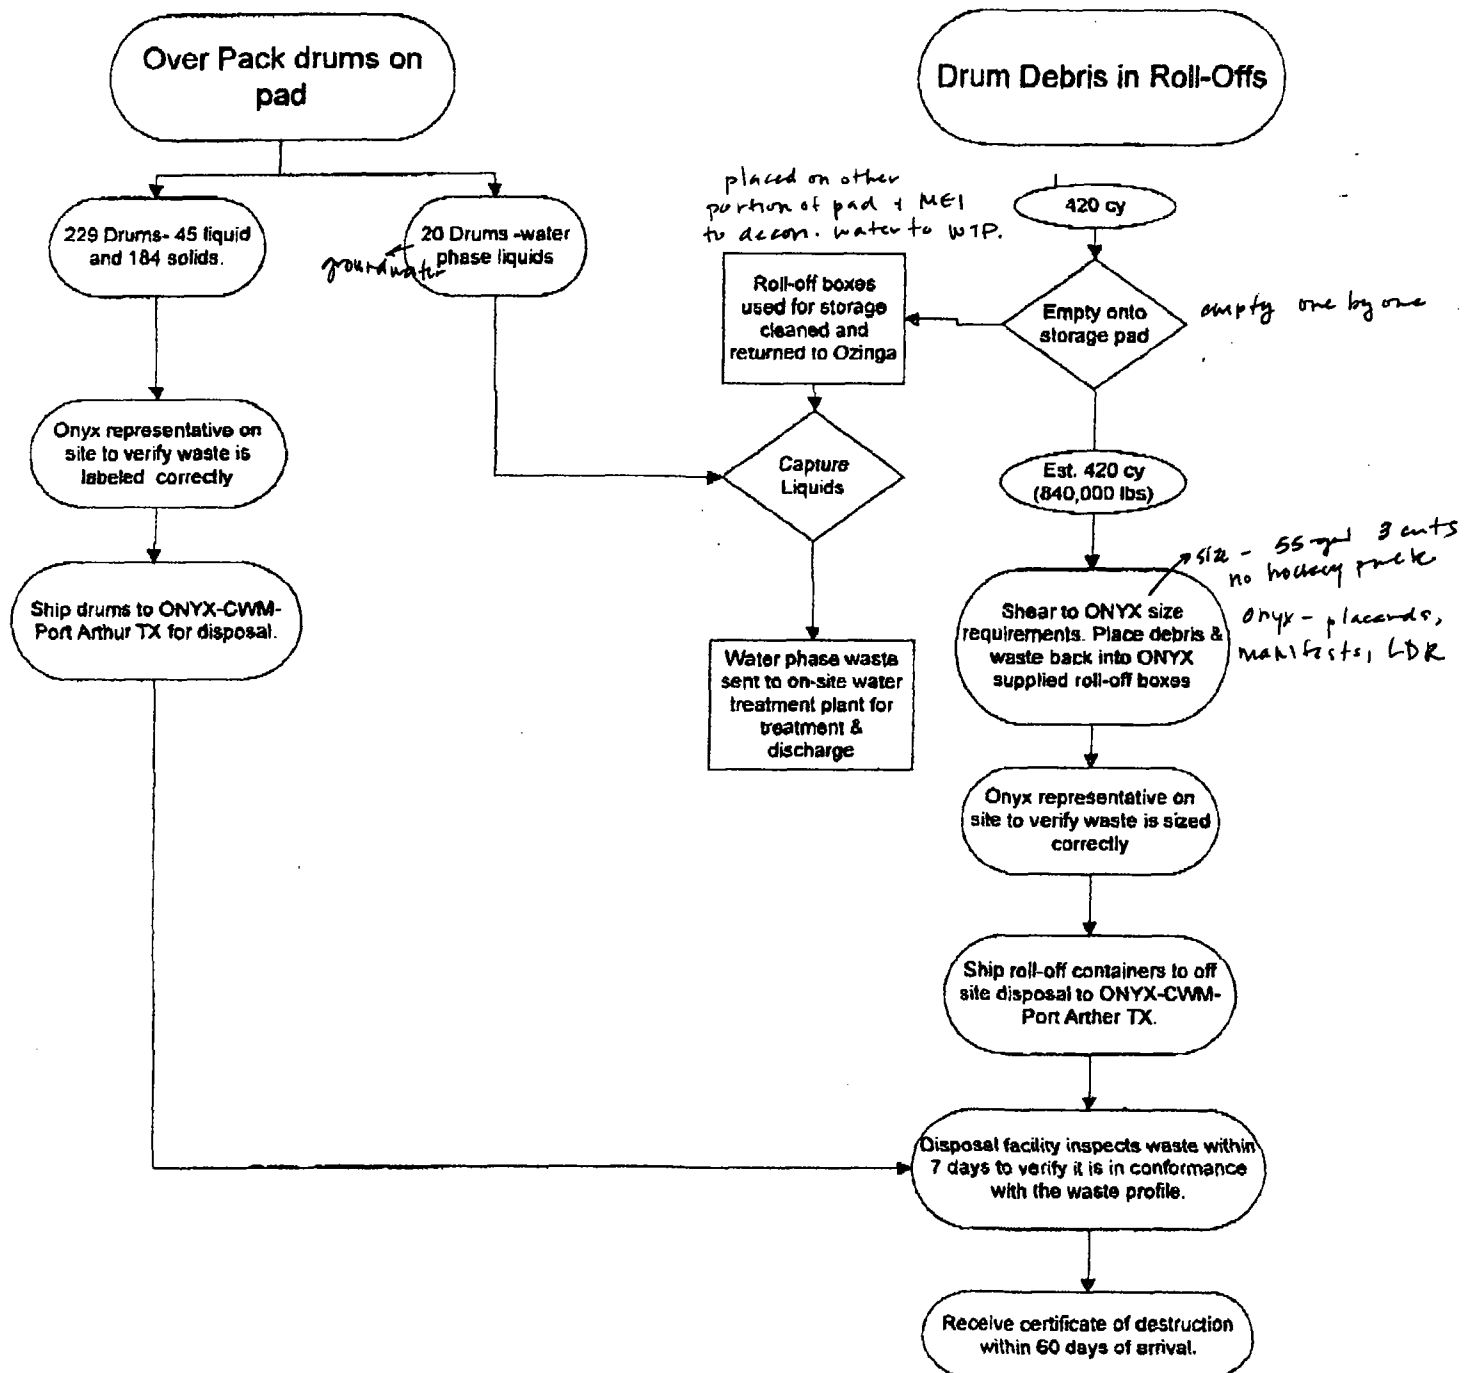 Over Pack drums on
pad
Drum Debris in Roll-Offs
placed on other
portion of pad & MEI
to decon. water to WTP.
420 cy
229 Drums- 45 liquid
and 184 solids.
20 Drums -water
phase liquids
groundwater
Roll-off boxes
used for storage
cleaned and
returned to Ozinga
Empty onto
storage pad
empty one by one
Onyx representative on
site to verify waste is
labeled correctly
Capture
Liquids
Est. 420 cy
(840,000 lbs)
size - 55-gal 3 cuts
no hockey puck
Ship drums to ONYX-CWM-
Port Arthur TX for disposal.
Shear to ONYX size
requirements. Place debris &
waste back into ONYX
supplied roll-off boxes
Onyx - placards,
manifests, LDR
Water phase waste
sent to on-site water
treatment plant for
treatment &
discharge
Onyx representative on
site to verify waste is sized
correctly
Ship roll-off containers to off
site disposal to ONYX-CWM-
Port Arther TX.
Disposal facility inspects waste within
7 days to verify it is in conformance
with the waste profile.
Receive certificate of destruction
within 60 days of arrival.